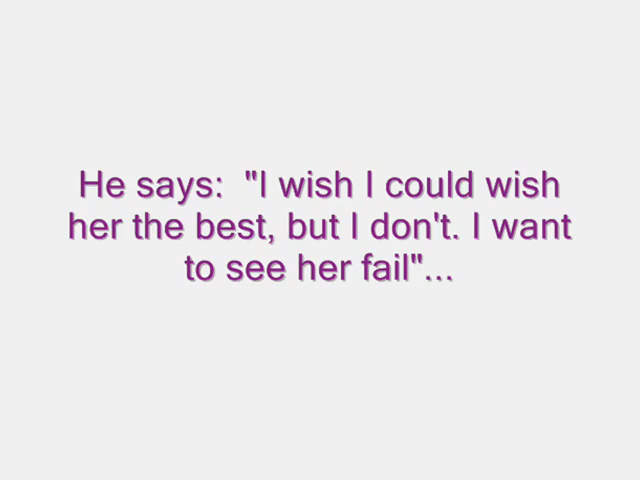 He says:  "I wish I could wish
her the best, but I don't. I want
to see her fail"...